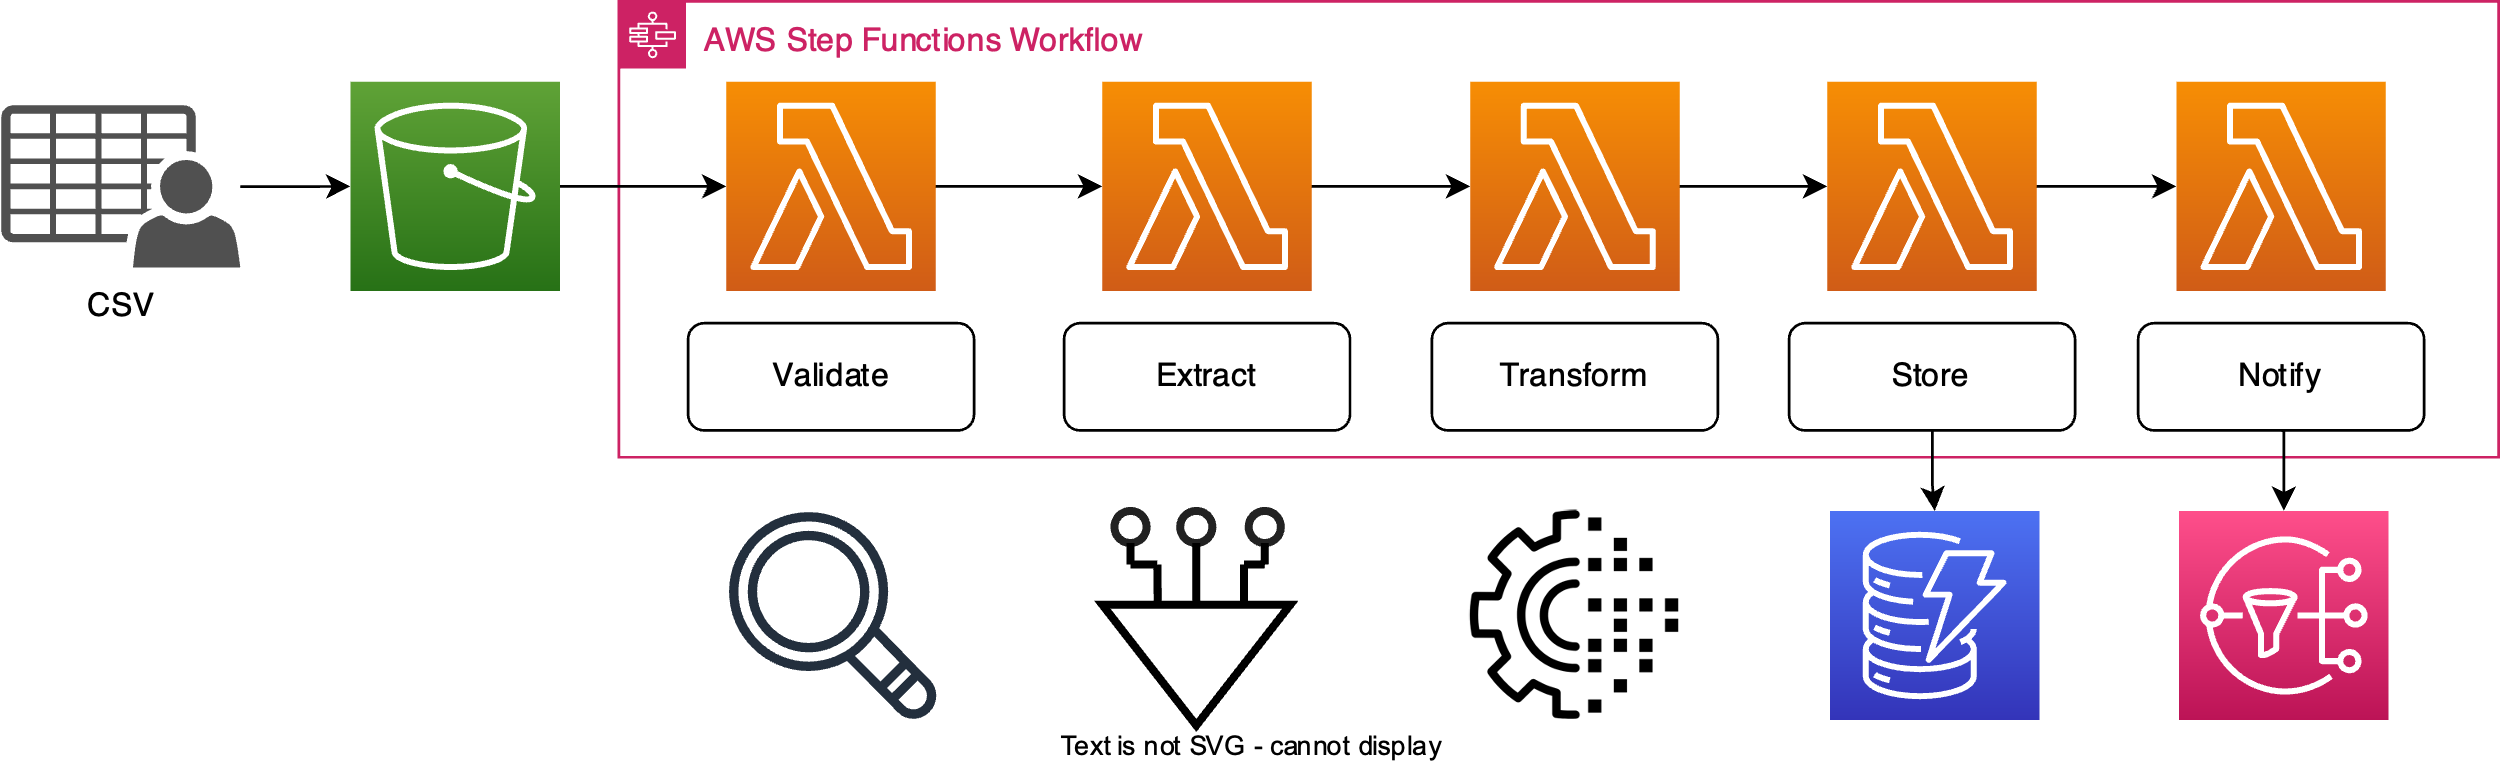 AWS Step Functions Workflow
CSV
Validate
Extract
Transform
Store
Notify
Text is not SVG - cannot display